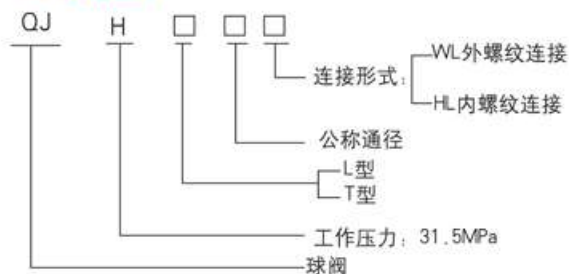 QJ H □ □ □
WL外螺纹连接
连接形式:
HL内螺纹连接
公称通径
L型
T型
工作压力: 31.5MPa
球阀